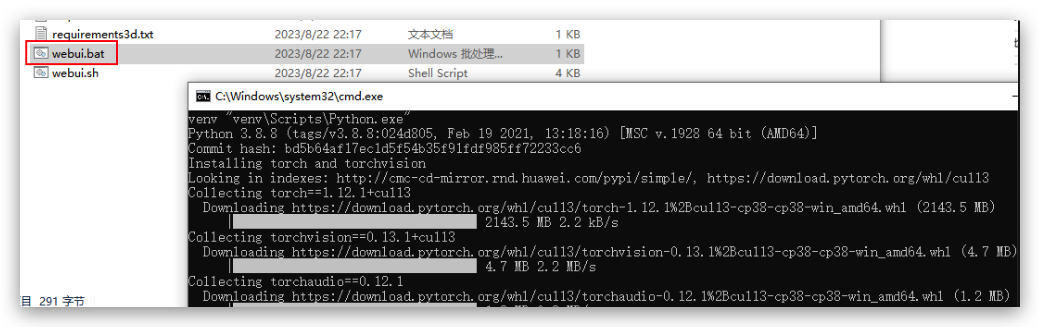 requirements3d.txt 2023/8/22 22:17 文本文档 1 KB
webui.bat 2023/8/22 22:17 Windows 批处理... 1 KB
webui.sh 2023/8/22 22:17 Shell Script 4 KB
C:\Windows\system32\cmd.exe
venv "venv\Scripts\Python.exe"
Python 3.8.8 (tags/v3.8.8:024d805, Feb 19 2021, 13:18:16) [MSC v.1928 64 bit (AMD64)]
Commit hash: bd5b64af17ec1d5f54b35f91fdf985ff72233cc6
Installing torch and torchvision
Looking in indexes: http://cmc-cd-mirror.rnd.huawei.com/pypi/simple/, https://download.pytorch.org/whl/cu113
Collecting torch==1.12.1+cu113
Downloading https://download.pytorch.org/whl/cu113/torch-1.12.1%2Bcu113-cp38-cp38-win_amd64.whl (2143.5 MB)
2143.5 MB 2.2 kB/s
Collecting torchvision==0.13.1+cu113
Downloading https://download.pytorch.org/whl/cu113/torchvision-0.13.1%2Bcu113-cp38-cp38-win_amd64.whl (4.7 MB)
4.7 MB 2.2 MB/s
Collecting torchaudio==0.12.1
Downloading https://download.pytorch.org/whl/cu113/torchaudio-0.12.1%2Bcu113-cp38-cp38-win_amd64.whl (1.2 MB)
291 字节